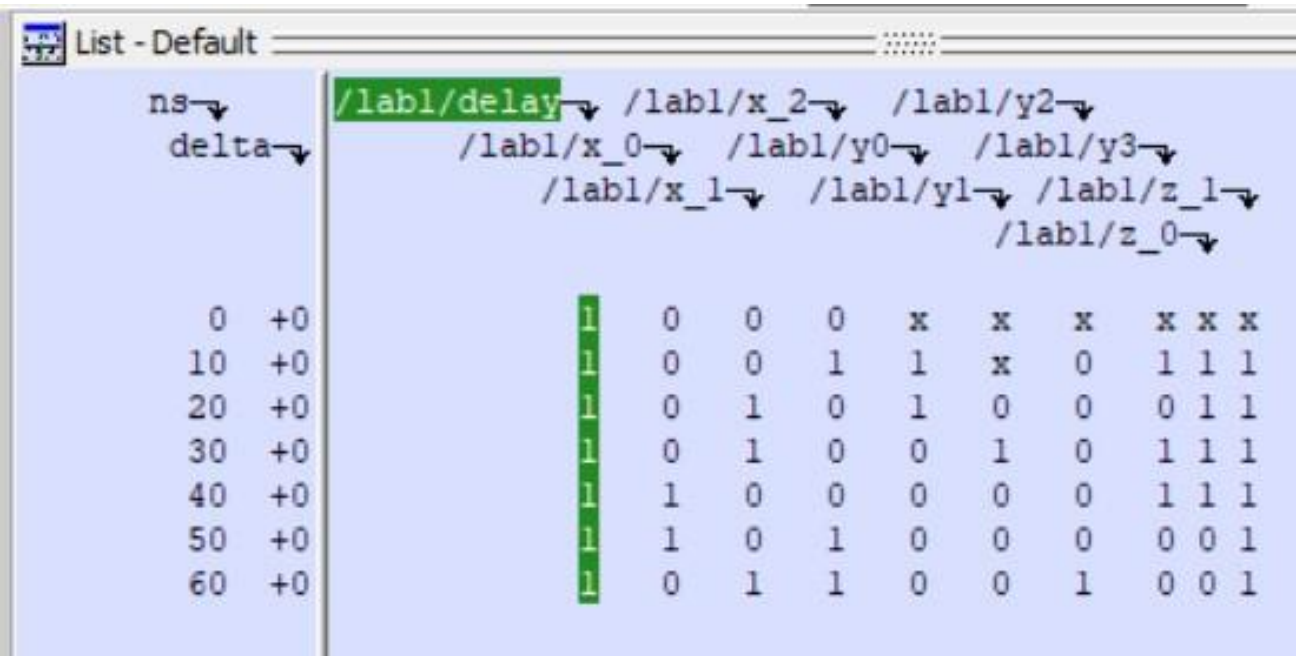 List - Default
ns /lab1/delay /lab1/x_2 /lab1/y2
delta /lab1/x_0 /lab1/y0 /lab1/y3
/lab1/x_1 /lab1/y1 /lab1/z_1
/lab1/z_0
0 +0 1 0 0 0 x x x x x x
10 +0 1 0 0 1 1 x 0 1 1 1
20 +0 1 0 1 0 1 0 0 0 1 1
30 +0 1 0 1 0 0 1 0 1 1 1
40 +0 1 1 0 0 0 0 0 1 1 1
50 +0 1 1 0 1 0 0 0 0 0 1
60 +0 1 0 1 1 0 0 1 0 0 1